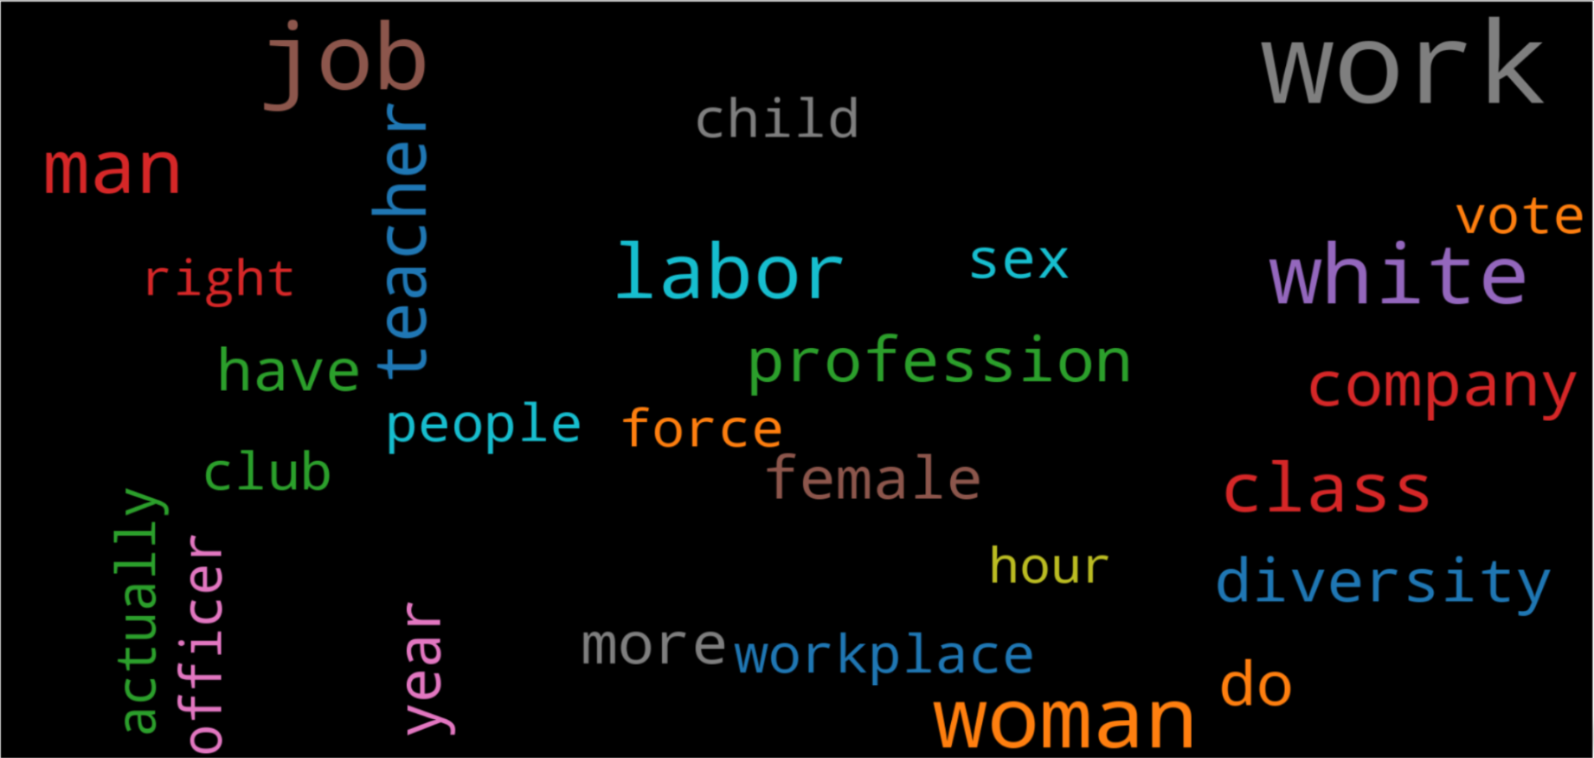 job
work
child
man
teacher
vote
right
labor
sex
white
have
profession
company
people
force
club
female
class
actually
officer
hour
diversity
year
more
workplace
do
woman